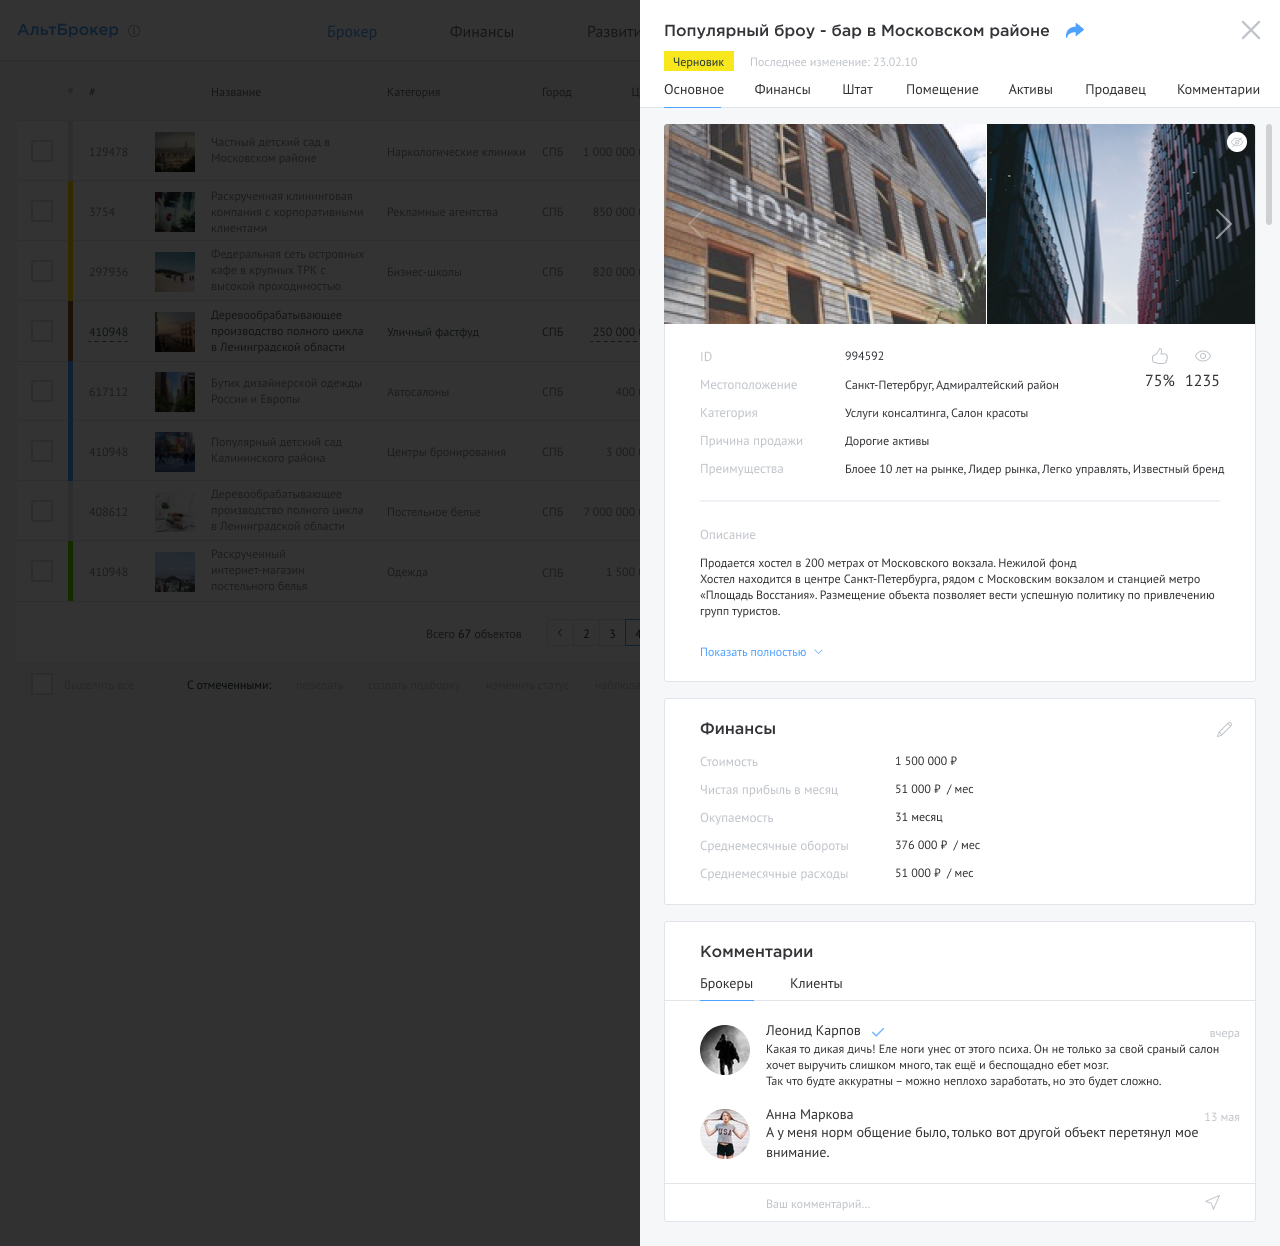 АльтБрокер
Брокер
Финансы
Развити
#
Название
Категория
Город
Ц
129478
Частный детский сад в
Московском районе
Наркологические клиники
СПБ
1 000 000
3754
Раскрученная клининговая
компания с корпоративными
клиентами
Рекламные агентства
СПБ
850 000
297936
Федеральная сеть островных
кафе в крупных ТРК с
высокой проходимостью
Бизнес-школы
СПБ
820 000
410948
Деревообрабатывающее
производство полного цикла
в Ленинградской области
Уличный фастфуд
СПБ
250 000
617112
Бутик дизайнерской одежды
России и Европы
Автосалоны
СПБ
400
410948
Популярный детский сад
Калининского района
Центры бронирования
СПБ
3 000
408612
Деревообрабатывающее
производство полного цикла
в Ленинградской области
Постельное белье
СПБ
7 000 000
410948
Раскрученный
интернет-магазин
постельного белья
Одежда
СПБ
1 500
Всего 67 объектов
2
3
4
Выделить все
С отмеченными:
передать
создать подборку
изменить статус
наблюде
Популярный броу - бар в Московском районе
Черновик
Последнее изменение: 23.02.10
Основное
Финансы
Штат
Помещение
Активы
Продавец
Комментарии
HOME
ID
994592
75%
1235
Местоположение
Санкт-Петербруг, Адмиралтейский район
Категория
Услуги консалтинга, Салон красоты
Причина продажи
Дорогие активы
Преимущества
Блоее 10 лет на рынке, Лидер рынка, Легко управлять, Известный бренд
Описание
Продается хостел в 200 метрах от Московского вокзала. Нежилой фонд
Хостел находится в центре Санкт-Петербурга, рядом с Московским вокзалом и станцией метро
«Площадь Восстания». Размещение объекта позволяет вести успешную политику по привлечению
групп туристов.
Показать полностью
Финансы
Стоимость
1 500 000 ₽
Чистая прибыль в месяц
51 000 ₽ / мес
Окупаемость
31 месяц
Среднемесячные обороты
376 000 ₽ / мес
Среднемесячные расходы
51 000 ₽ / мес
Комментарии
Брокеры
Клиенты
Леонид Карпов
вчера
Какая то дикая дичь! Еле ноги унес от этого психа. Он не только за свой сраный салон
хочет выручить слишком много, так ещё и беспощадно ебет мозг.
Так что будте аккуратны – можно неплохо заработать, но это будет сложно.
Анна Маркова
13 мая
USA
А у меня норм общение было, только вот другой объект перетянул мое
внимание.
Ваш комментарий...